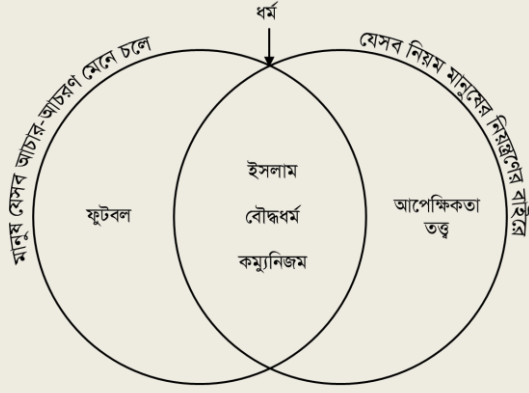 ধর্ম
মানুষ যেসব আচার-আচরণ মেনে চলে
যেসব নিয়ম মানুষের নিয়ন্ত্রণের বাইরে
ফুটবল
ইসলাম
বৌদ্ধধর্ম
কম্যুনিজম
আপেক্ষিকতা
তত্ত্ব